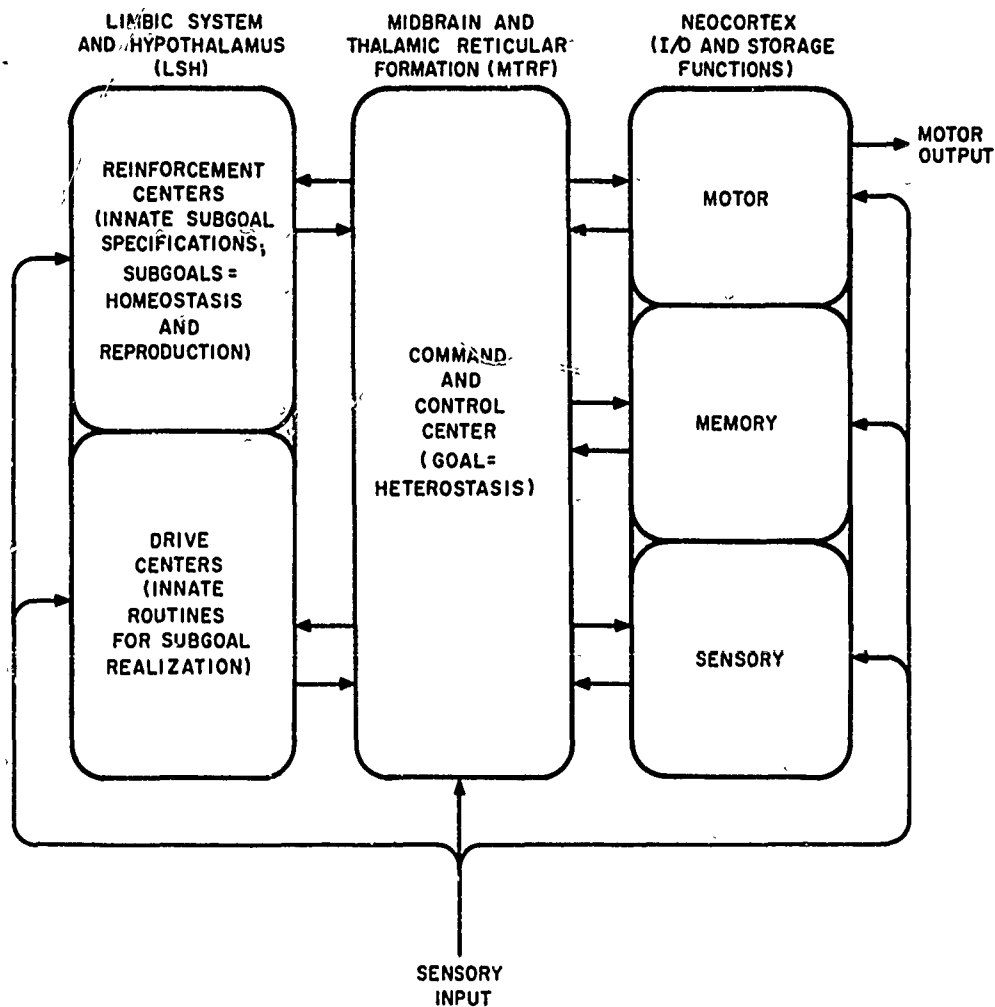 LIMBIC SYSTEM
AND HYPOTHALAMUS
(LSH)
MIDBRAIN AND
THALAMIC RETICULAR
FORMATION (MTRF)
NEOCORTEX
(I/O AND STORAGE
FUNCTIONS)
REINFORCEMENT
CENTERS
(INNATE SUBGOAL
SPECIFICATIONS;
SUBGOALS =
HOMEOSTASIS
AND
REPRODUCTION)
DRIVE
CENTERS
(INNATE
ROUTINES
FOR SUBGOAL
REALIZATION)
COMMAND
AND
CONTROL
CENTER
(GOAL=
HETEROSTASIS)
MOTOR
MEMORY
SENSORY
MOTOR
OUTPUT
SENSORY
INPUT